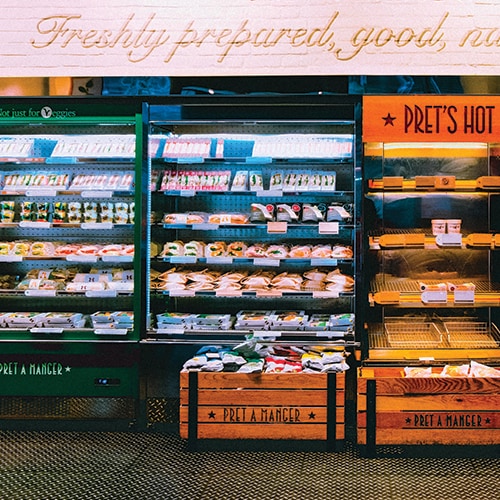 Freshly prepared, good, na
Not just for Veggies
★ PRET'S HOT
PRET A MANGER ★
★ PRET A MANGER ★
★ PRET A MANGER ★